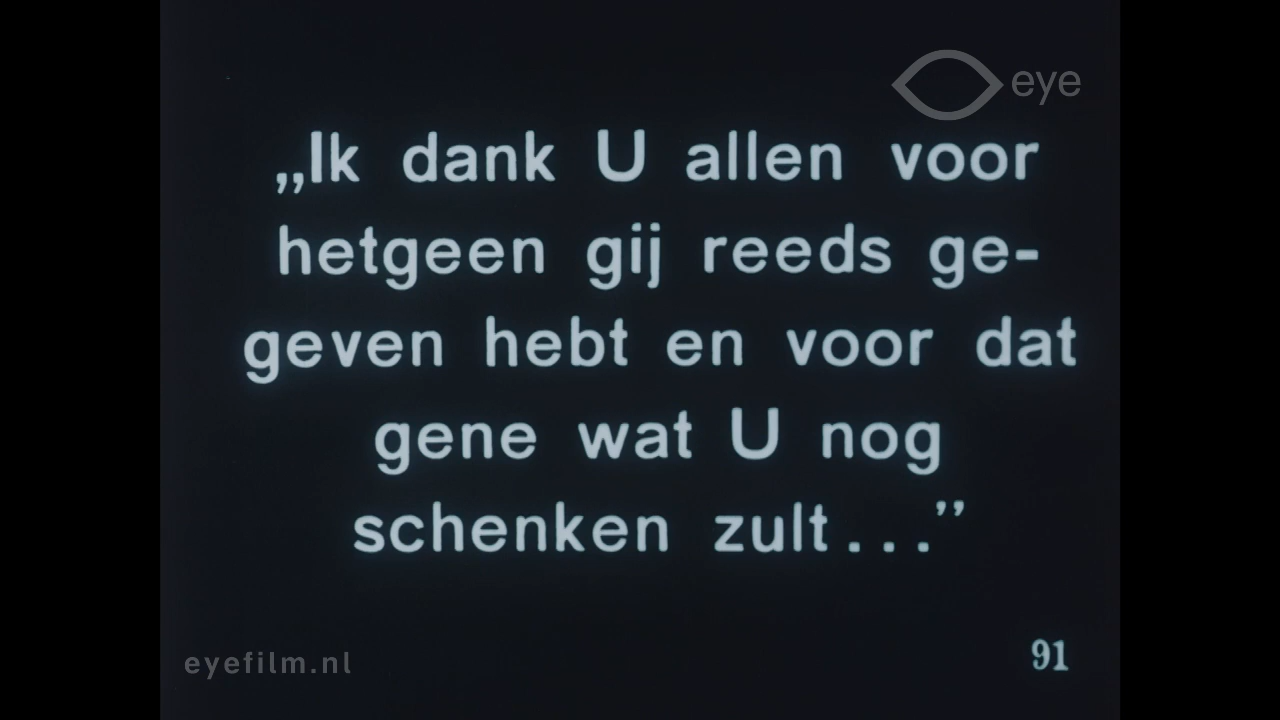 eye
„Ik dank U allen voor
hetgeen gij reeds ge-
geven hebt en voor dat
gene wat U nog
schenken zult...”
eyefilm.nl
91